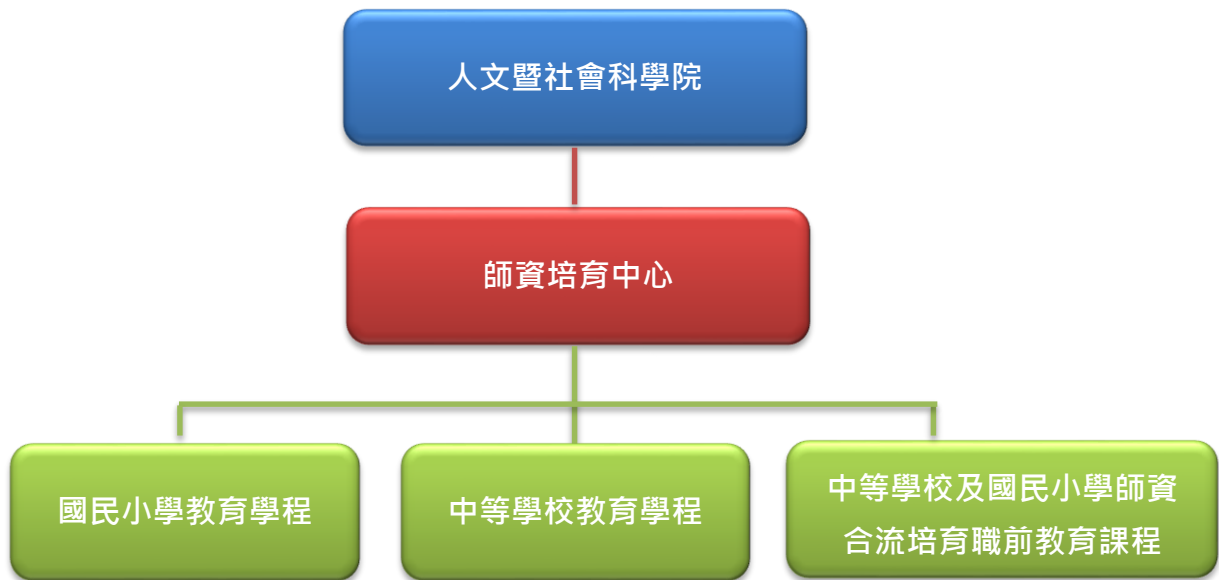 人文暨社會科學院
師資培育中心
國民小學教育學程
中等學校教育學程
中等學校及國民小學師資
合流培育職前教育課程